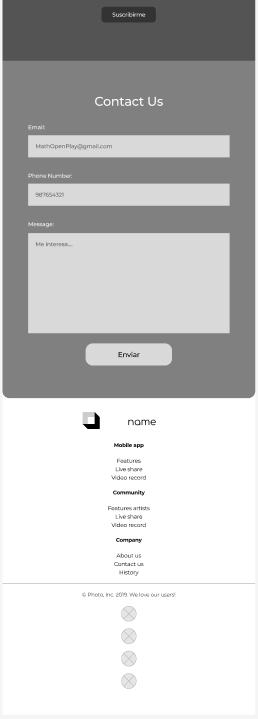 Suscribirme
Contact Us
Email
MathOpenPlay@gmail.com
Phone Number:
987654321
Message:
Me interesa...
Enviar
name
Mobile app
Features
Live share
Video record
Community
Features artists
Live share
Video record
Company
About us
Contact us
History
© Photo, Inc. 2019. We love our users!